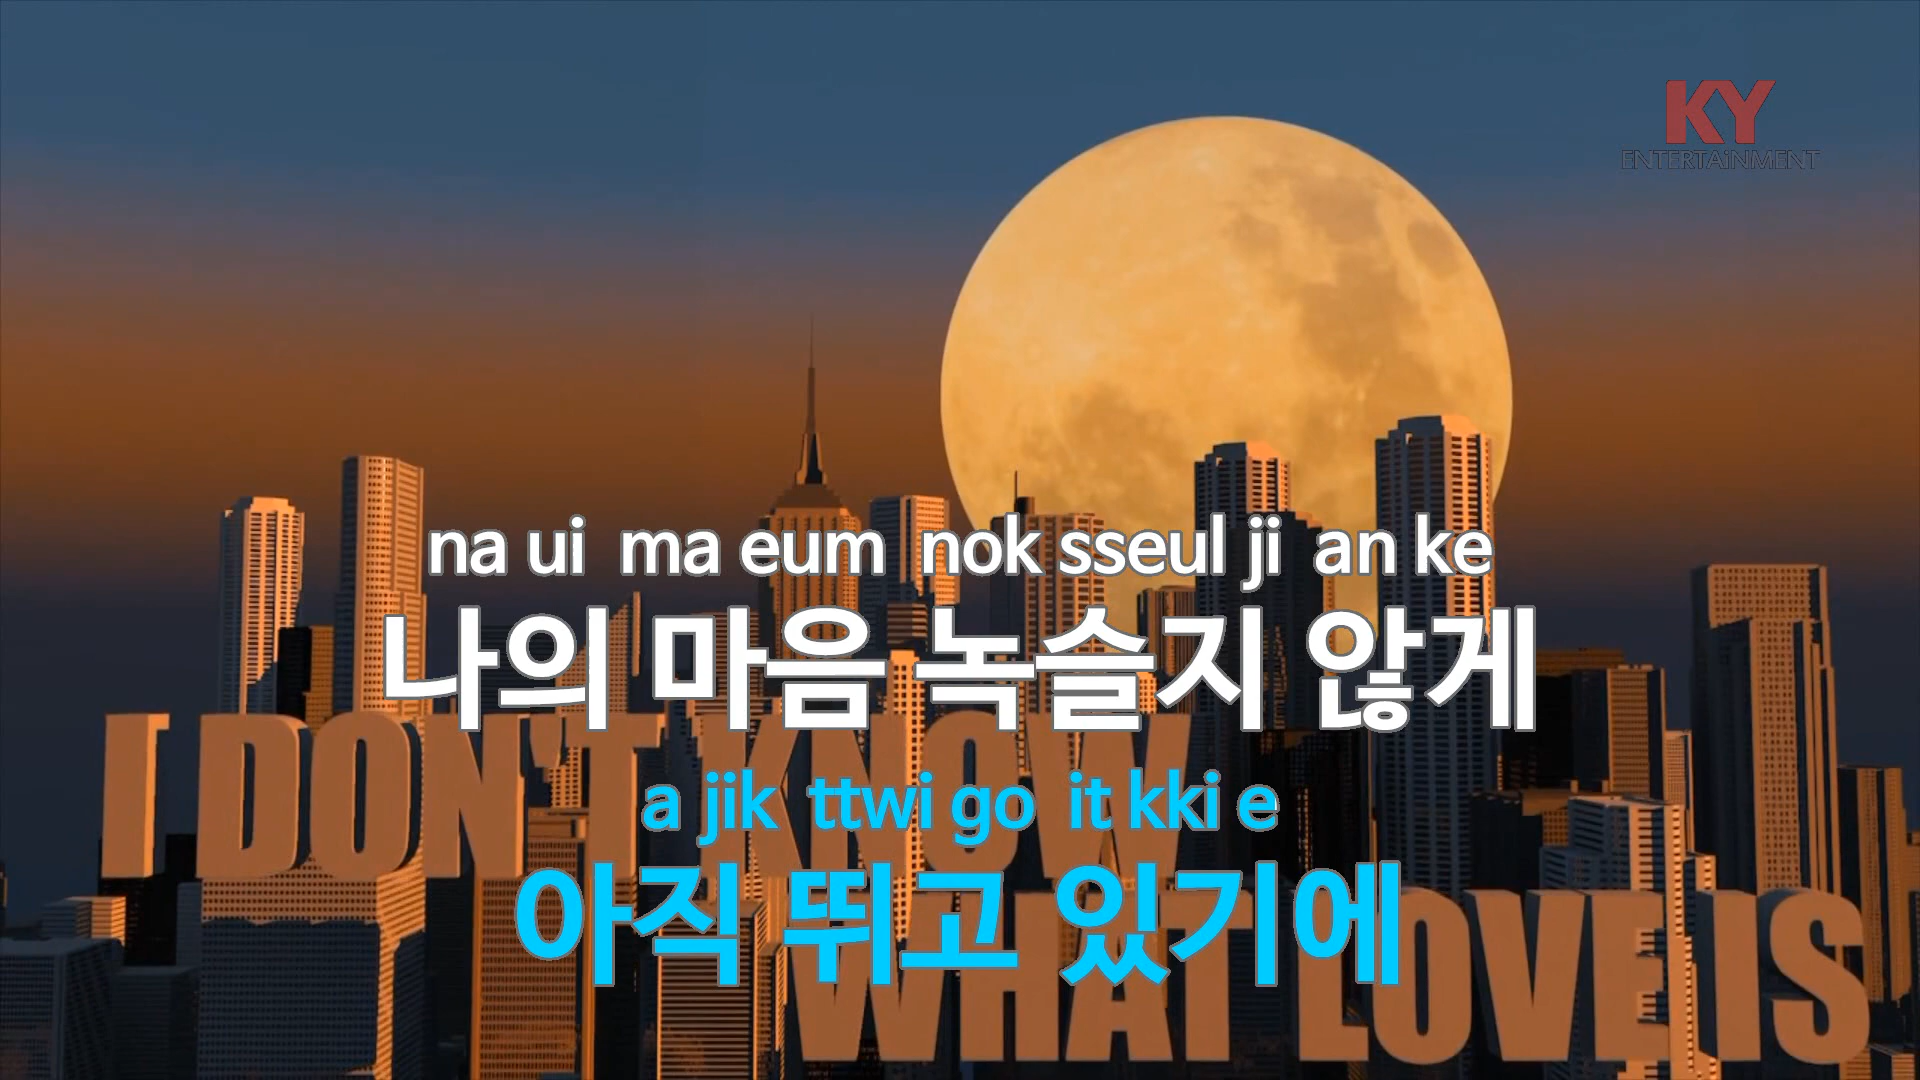 KY
ENTERTAiNMENT
na ui ma eum nok sseul ji an ke
나의 마음 녹슬지 않게
a jik ttwi go it kki e
아직 뛰고 있기에
I DON'T KNOW
WHAT LOVE IS